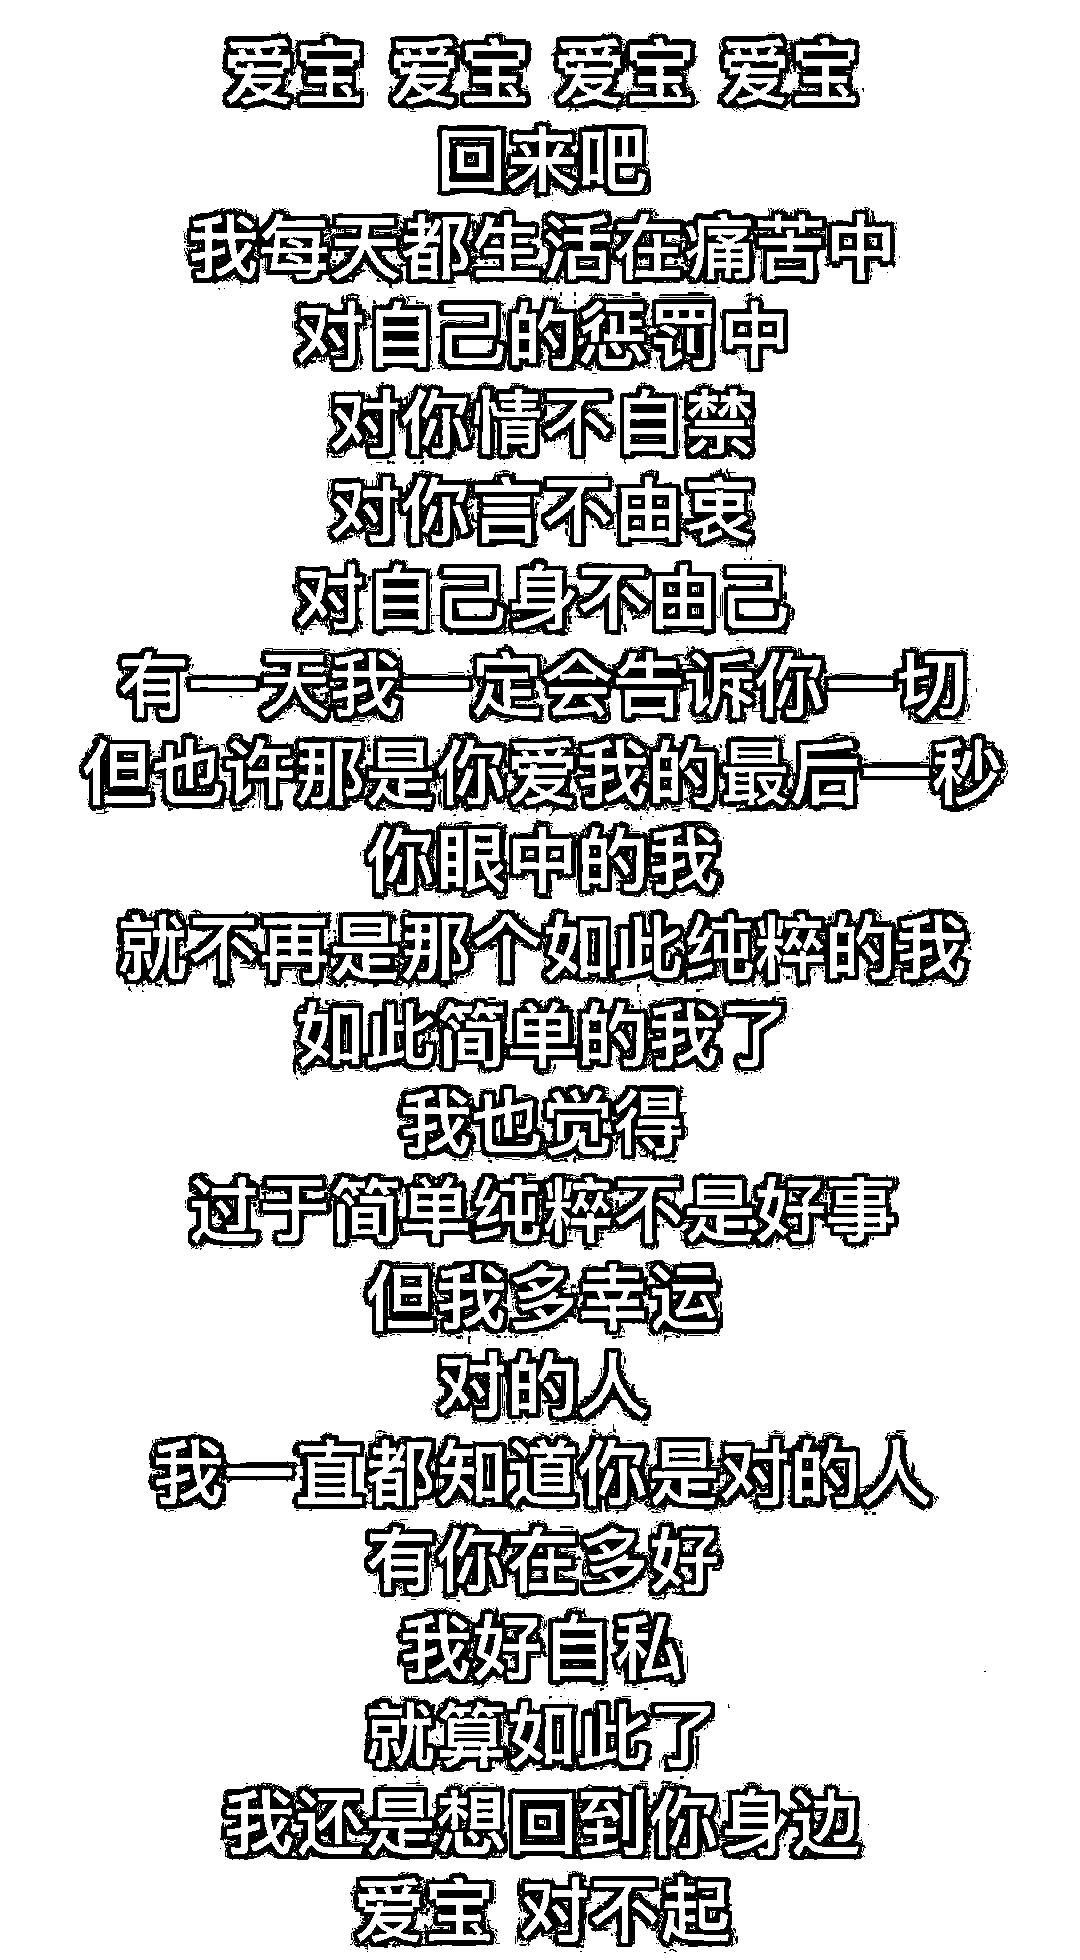 爱宝 爱宝 爱宝 爱宝
回来吧
我每天都生活在痛苦中
对自己的惩罚中
对你情不自禁
对你言不由衷
对自己身不由己
有一天我一定会告诉你一切
但也许那是你爱我的最后一秒
你眼中的我
就不再是那个如此纯粹的我
如此简单的我了
我也觉得
过于简单纯粹不是好事
但我多幸运
对的人
我一直都知道你是对的人
有你在多好
我好自私
就算如此了
我还是想回到你身边
爱宝 对不起